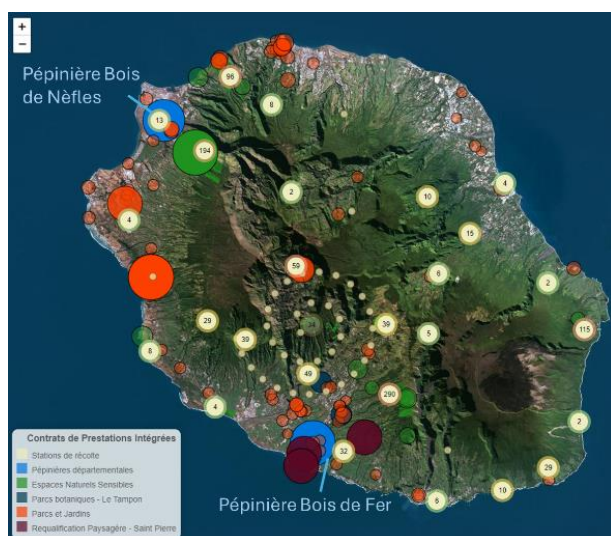 +
−
Pépinière Bois
de Nèfles
96
8
13
194
2
10
4
4
15
59
6
2
29
39
39
5
115
8
49
4
290
2
32
29
10
6
Pépinière Bois de Fer
Contrats de Prestations Intégrées
Stations de récolte
Pépinières départementales
Espaces Naturels Sensibles
Parcs botaniques - Le Tampon
Parcs et Jardins
Requalification Paysagère - Saint Pierre